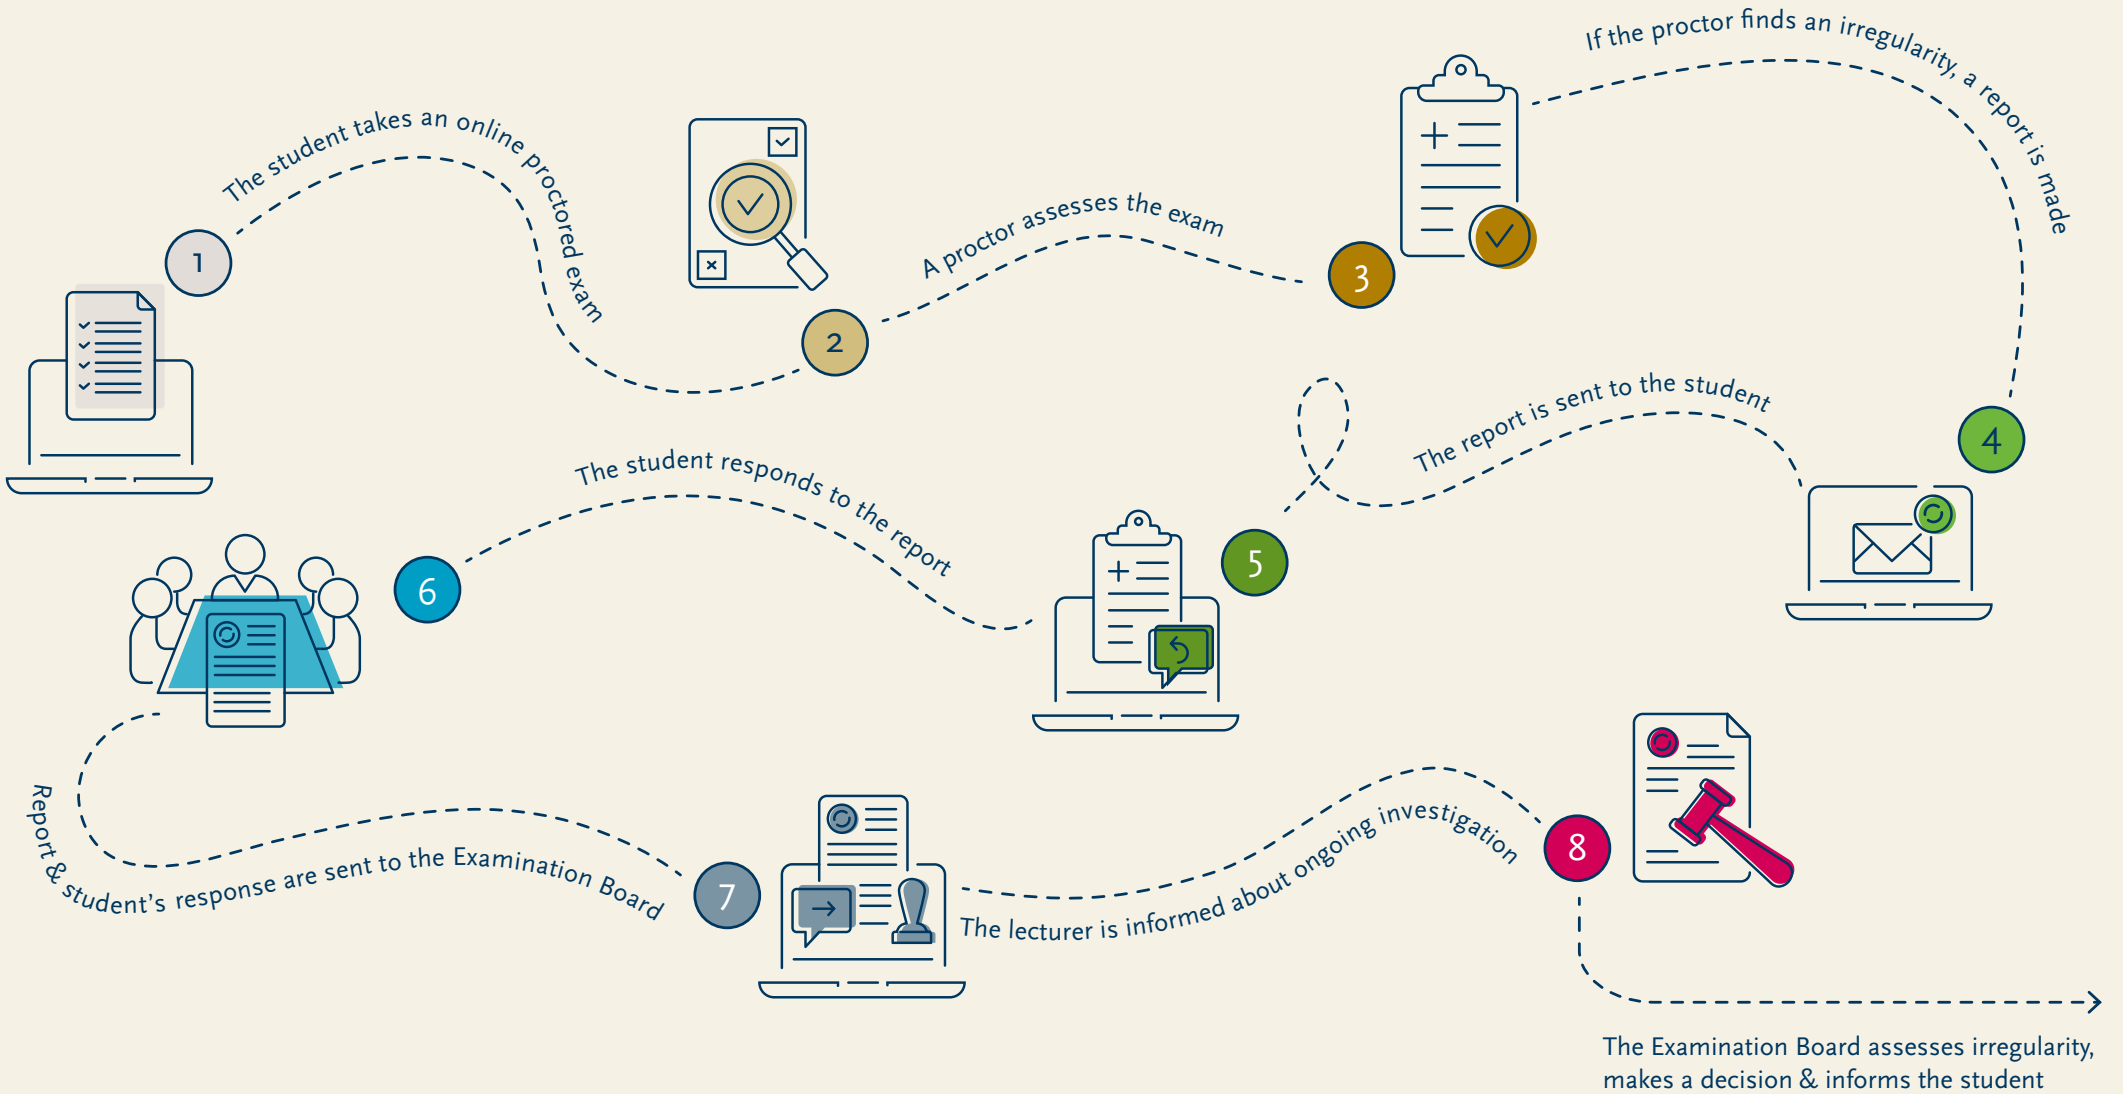 1
The student takes an online proctored exam
2
A proctor assesses the exam
3
If the proctor finds an irregularity, a report is made
4
The report is sent to the student
5
The student responds to the report
6
Report & student’s response are sent to the Examination Board
7
The lecturer is informed about ongoing investigation
8
The Examination Board assesses irregularity,
makes a decision & informs the student